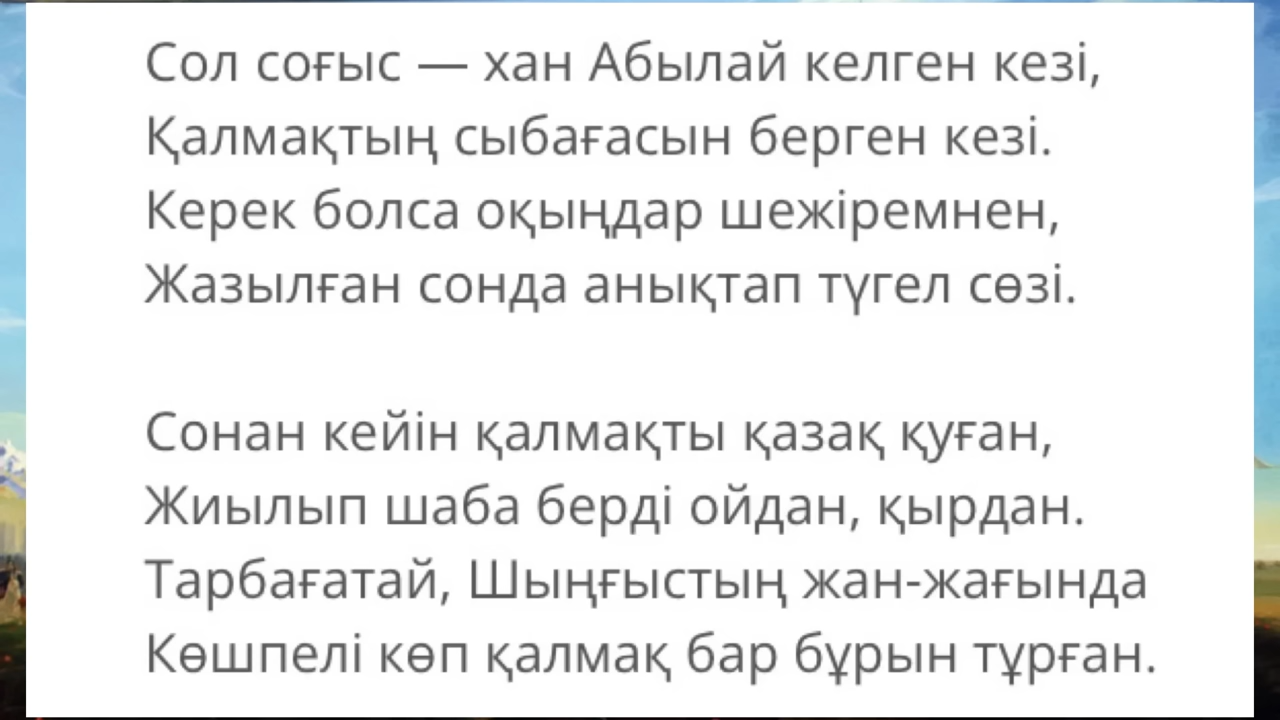 Сол соғыс — хан Абылай келген кезі,
Қалмақтың сыбағасын берген кезі.
Керек болса оқыңдар шежіремнен,
Жазылған сонда анықтап түгел сөзі.
Сонан кейін қалмақты қазақ қуған,
Жиылып шаба берді ойдан, қырдан.
Тарбағатай, Шыңғыстың жан-жағында
Көшпелі көп қалмақ бар бұрын тұрған.